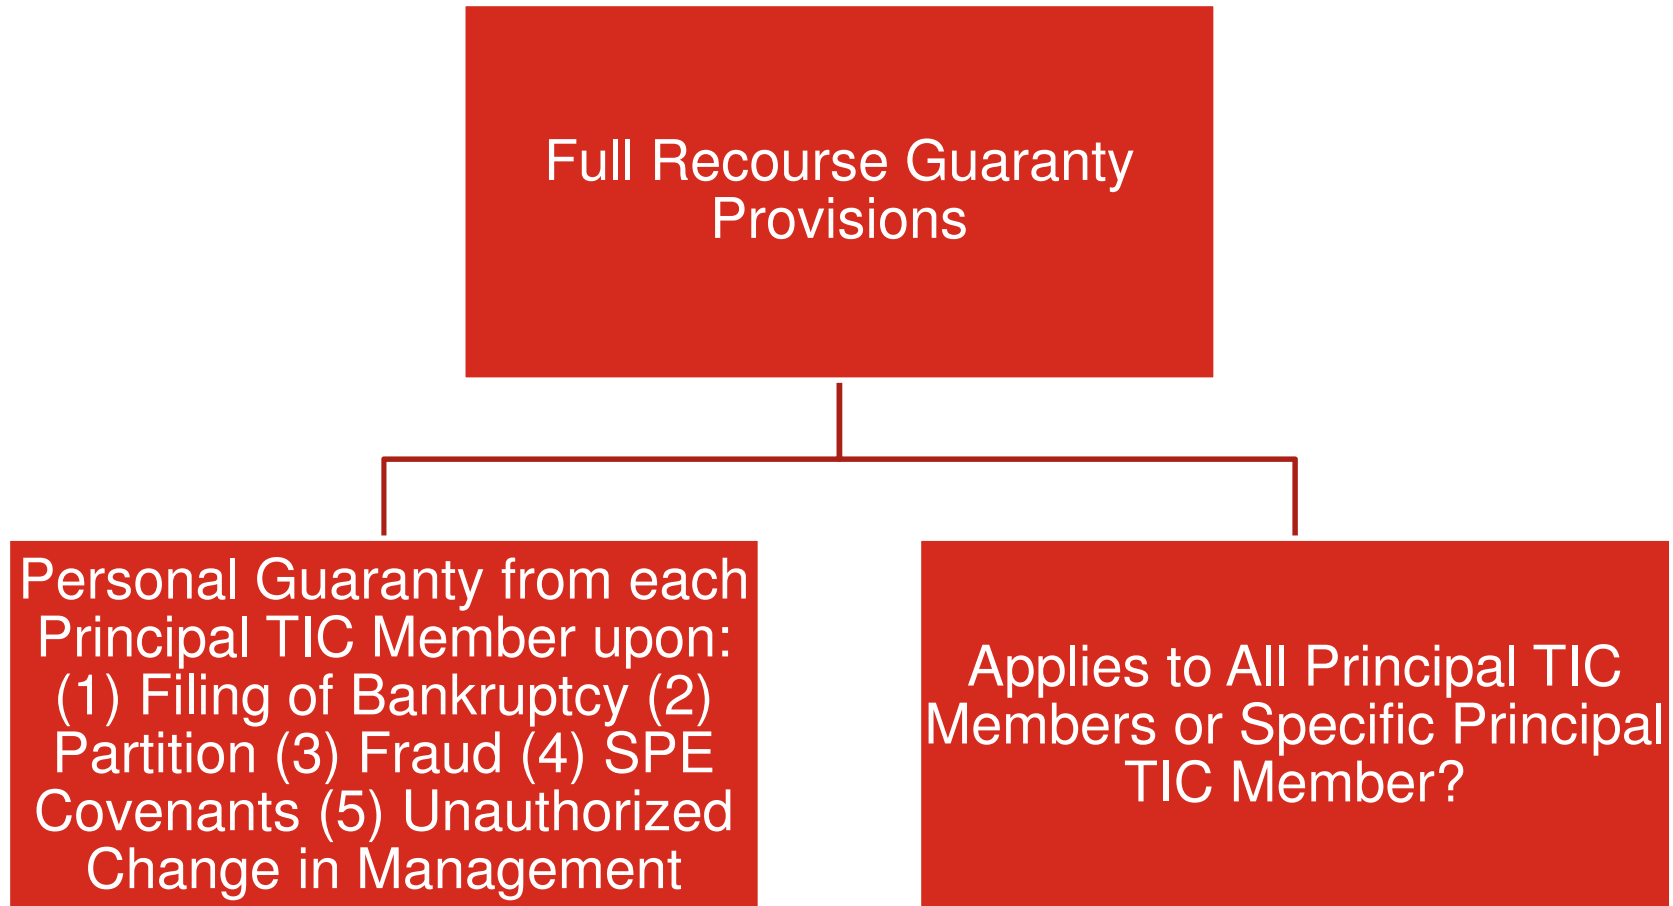 Full Recourse Guaranty
Provisions
Personal Guaranty from each
Principal TIC Member upon:
(1) Filing of Bankruptcy (2)
Partition (3) Fraud (4) SPE
Covenants (5) Unauthorized
Change in Management
Applies to All Principal TIC
Members or Specific Principal
TIC Member?